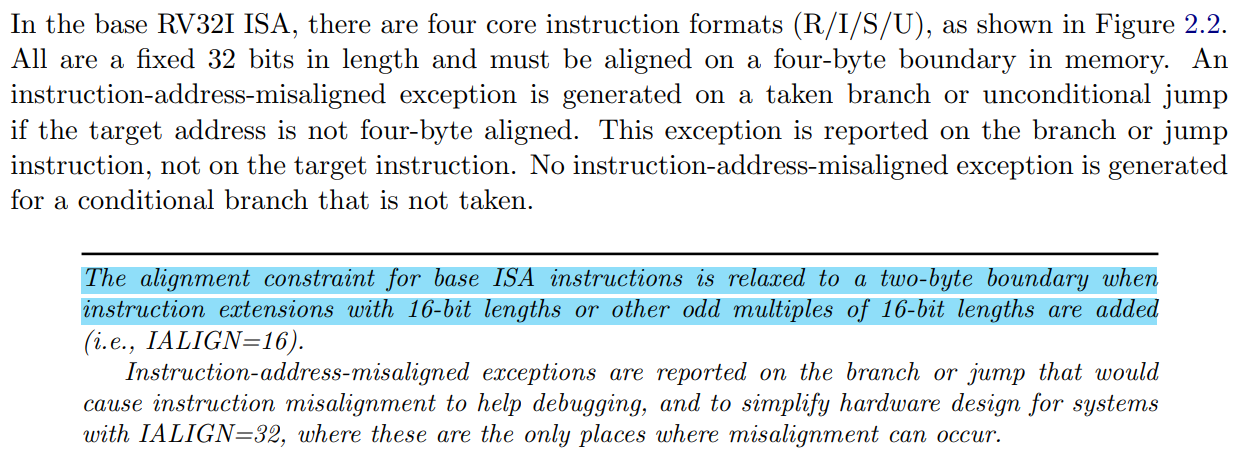 In the base RV32I ISA, there are four core instruction formats (R/I/S/U), as shown in Figure 2.2.
All are a fixed 32 bits in length and must be aligned on a four-byte boundary in memory. An
instruction-address-misaligned exception is generated on a taken branch or unconditional jump
if the target address is not four-byte aligned. This exception is reported on the branch or jump
instruction, not on the target instruction. No instruction-address-misaligned exception is generated
for a conditional branch that is not taken.
The alignment constraint for base ISA instructions is relaxed to a two-byte boundary when
instruction extensions with 16-bit lengths or other odd multiples of 16-bit lengths are added
(i.e., IALIGN=16).
Instruction-address-misaligned exceptions are reported on the branch or jump that would
cause instruction misalignment to help debugging, and to simplify hardware design for systems
with IALIGN=32, where these are the only places where misalignment can occur.